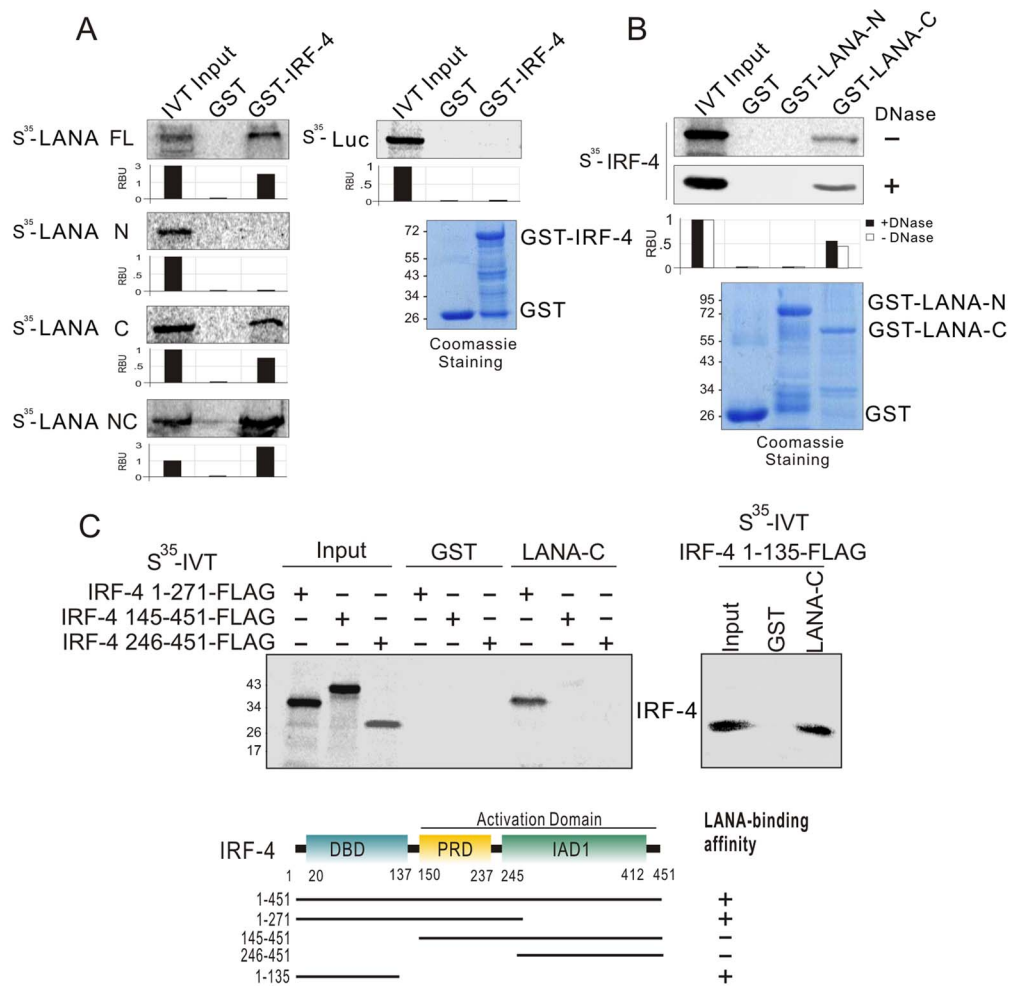 A
IVT Input
GST
GST-IRF-4
S35-LANA FL
RBU
3
1
0
S35-LANA N
RBU
1
.5
0
S35-LANA C
RBU
1
.5
0
S35-LANA NC
RBU
3
1
0
IVT Input
GST
GST-IRF-4
S35-Luc
RBU
1
.5
0
72
55
43
34
26
GST-IRF-4
GST
Coomassie
Staining
B
IVT Input
GST
GST-LANA-N
GST-LANA-C
DNase
S35-IRF-4
−
+
RBU
1
.5
0
+DNase
- DNase
95
72
55
43
34
26
GST-LANA-N
GST-LANA-C
GST
Coomassie
Staining
C
S35-IVT
Input GST LANA-C
IRF-4 1-271-FLAG + − − + − − + − −
IRF-4 145-451-FLAG − + − − + − − + −
IRF-4 246-451-FLAG − − + − − + − − +
43
34
26
17
IRF-4
S35-IVT
IRF-4 1-135-FLAG
Input
GST
LANA-C
Activation Domain
LANA-binding
affinity
IRF-4 DBD PRD IAD1
1 20 137 150 237 245 412 451
1-451 +
1-271 +
145-451 −
246-451 −
1-135 +